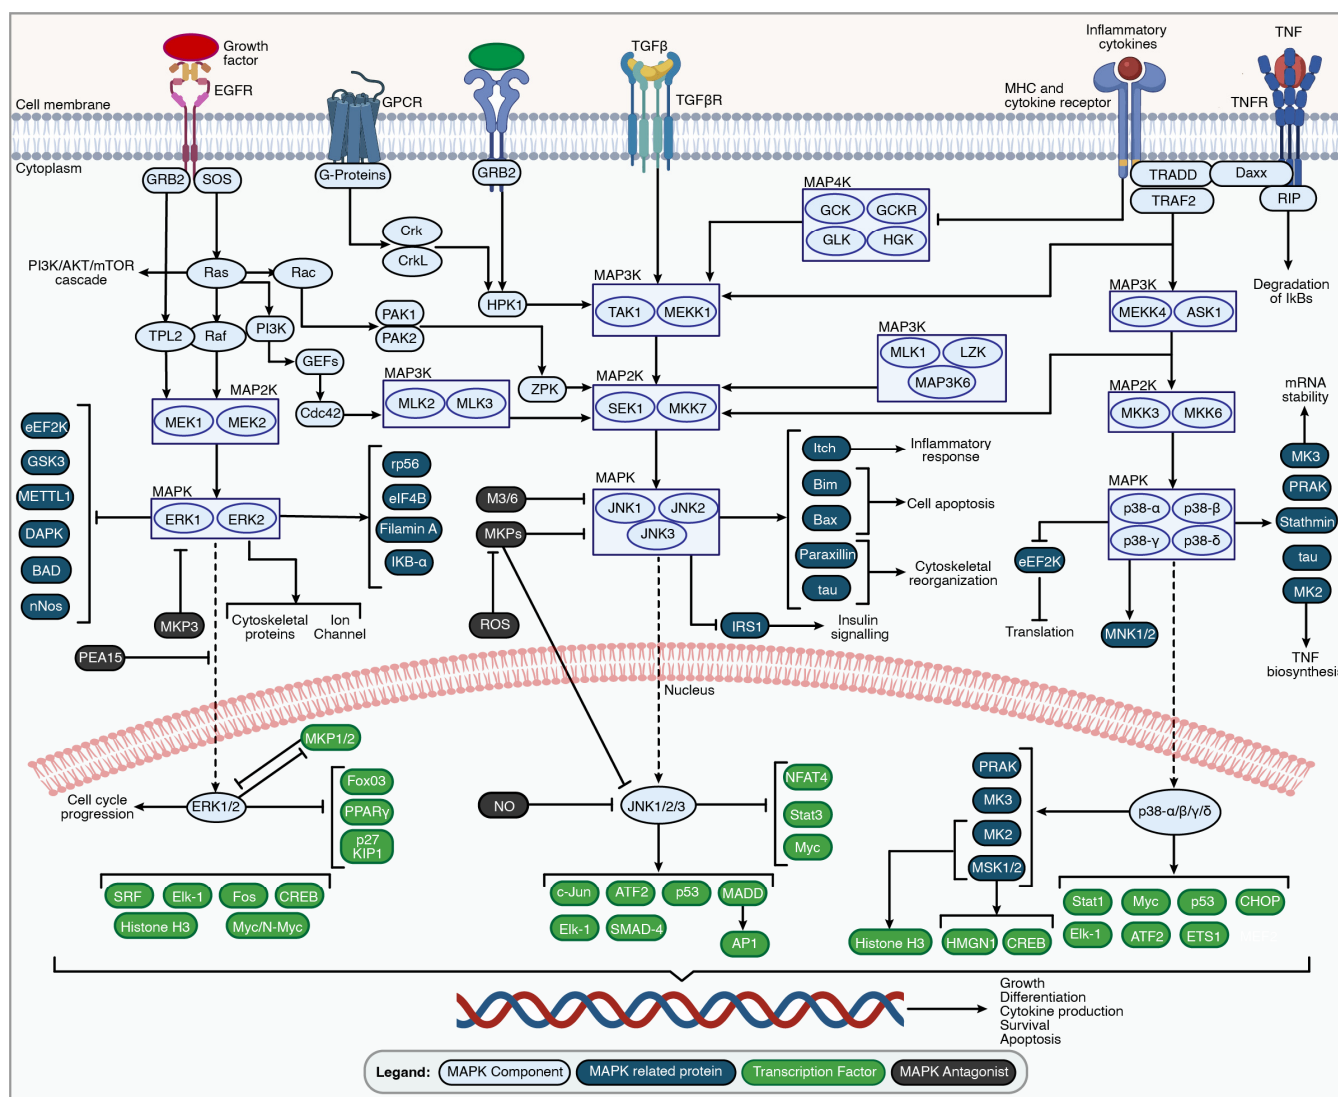 Growth
factor
EGFR
GPCR
TGFβ
TGFβR
Inflammatory
cytokines
MHC and
cytokine receptor
TNF
TNFR
Cell membrane
Cytoplasm
GRB2
SOS
G-Proteins
GRB2
TRADD
Daxx
TRAF2
RIP
MAP4K
GCK
GCKR
GLK
HGK
Crk
CrkL
PI3K/AKT/mTOR
cascade
Ras
Rac
HPK1
MAP3K
TAK1
MEKK1
MAP3K
MEKK4
ASK1
Degradation
of IkBs
TPL2
Raf
PI3K
PAK1
PAK2
GEFs
ZPK
MAP3K
MLK1
LZK
MAP3K6
MAP2K
MEK1
MEK2
Cdc42
MAP3K
MLK2
MLK3
MAP2K
SEK1
MKK7
MAP2K
MKK3
MKK6
mRNA
stability
eEF2K
GSK3
METTL1
DAPK
BAD
nNos
MAPK
ERK1
ERK2
rp56
eIF4B
Filamin A
IKB-α
M3/6
MKPs
ROS
MAPK
JNK1
JNK2
JNK3
Itch
Bim
Bax
Paraxillin
tau
Inflammatory
response
Cell apoptosis
Cytoskeletal
reorganization
IRS1
Insulin
signalling
MAPK
p38-α
p38-β
p38-γ
p38-δ
eEF2K
Translation
MNK1/2
MK3
PRAK
Stathmin
tau
MK2
TNF
biosynthesis
MKP3
Cytoskeletal
proteins
Ion
Channel
PEA15
Nucleus
MKP1/2
Cell cycle
progression
ERK1/2
Fox03
PPARγ
p27
KIP1
NO
JNK1/2/3
NFAT4
Stat3
Myc
PRAK
MK3
MK2
MSK1/2
p38-α/β/γ/δ
SRF
Elk-1
Fos
CREB
Histone H3
Myc/N-Myc
c-Jun
ATF2
p53
MADD
Elk-1
SMAD-4
AP1
Histone H3
HMGN1
CREB
Stat1
Myc
p53
CHOP
Elk-1
ATF2
ETS1
Growth
Differentiation
Cytokine production
Survival
Apoptosis
Legend:
MAPK Component
MAPK related protein
Transcription Factor
MAPK Antagonist